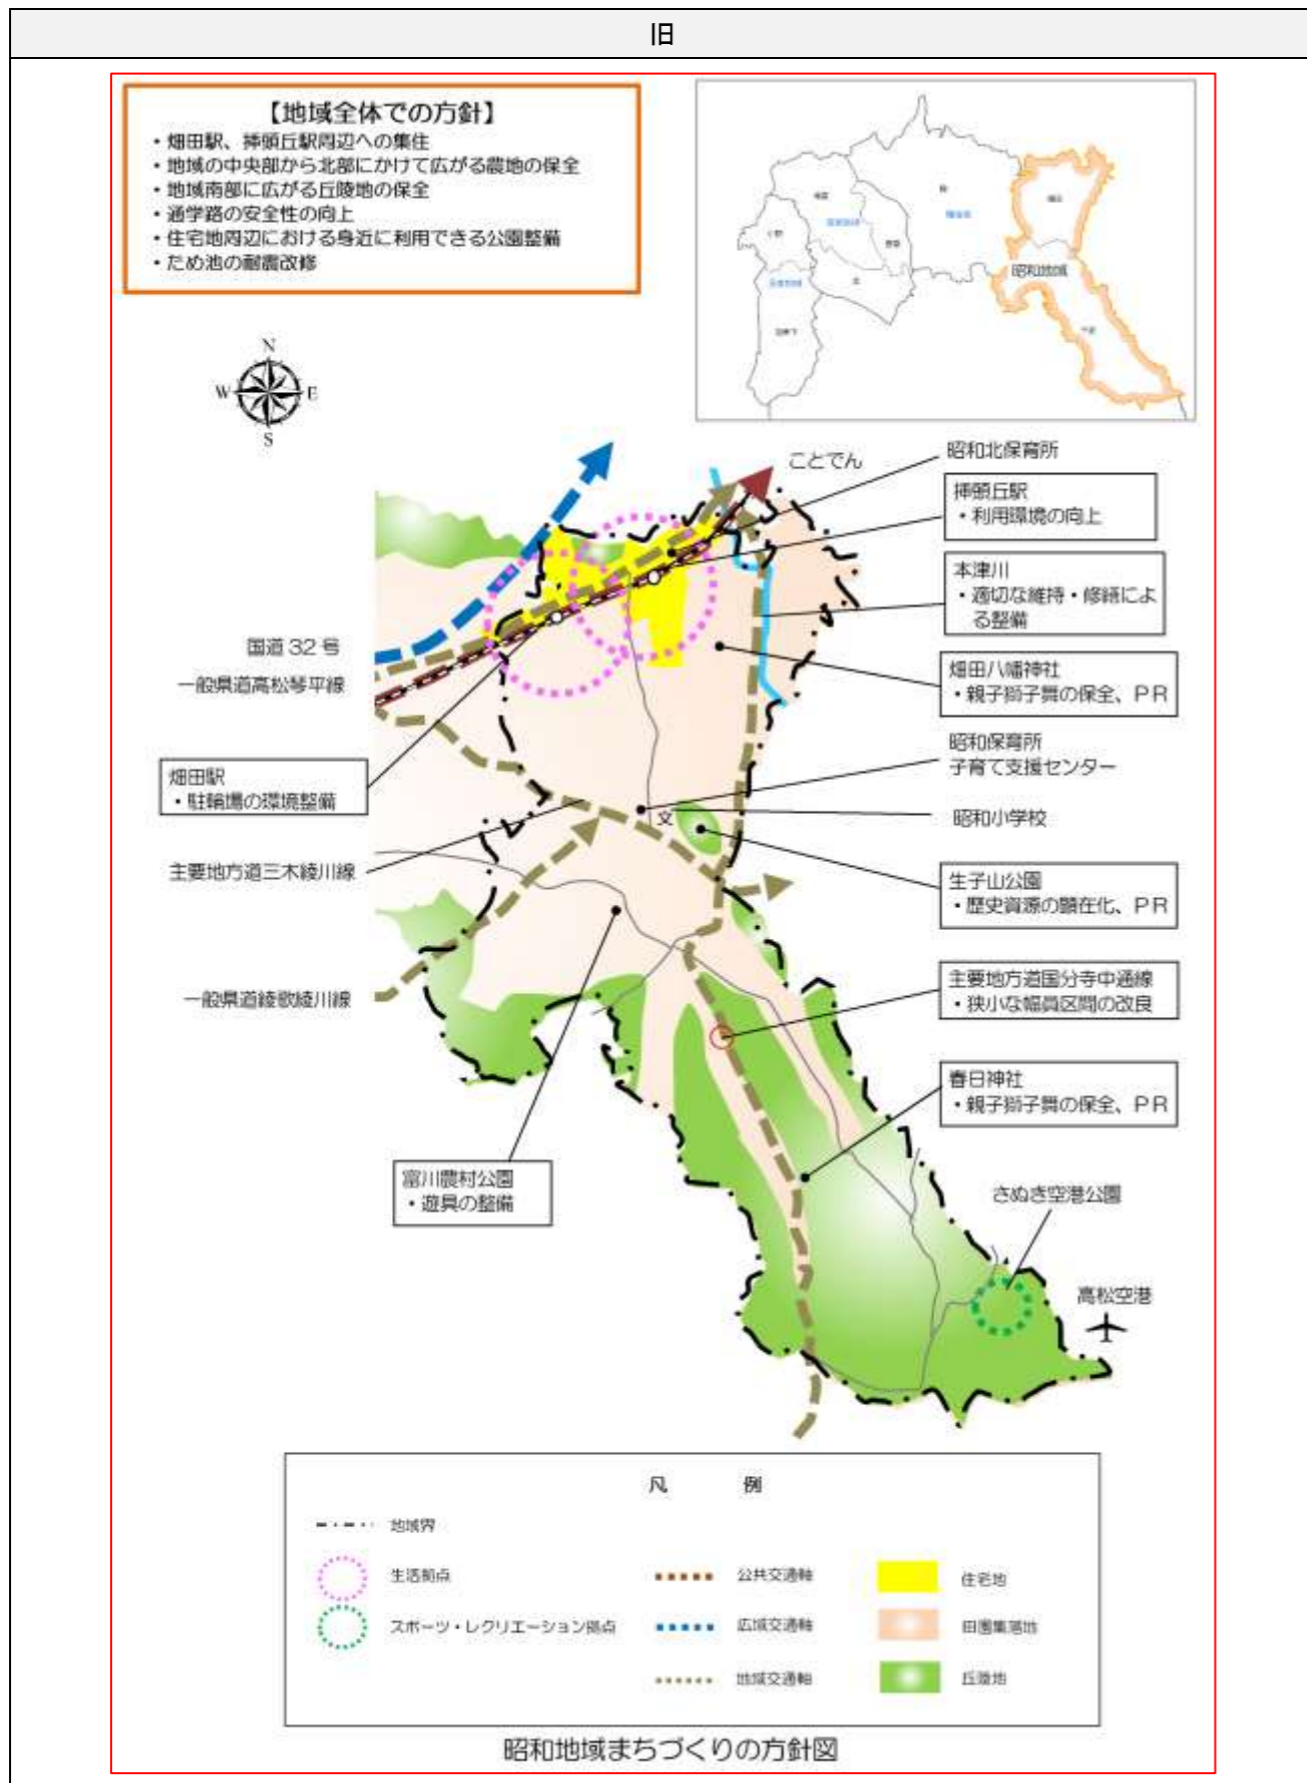 旧
【地域全体での方針】
・畑田駅、挿頭丘駅周辺への集住
・地域の中央部から北部にかけて広がる農地の保全
・地域南部に広がる丘陵地の保全
・通学路の安全性の向上
・住宅地周辺における身近に利用できる公園整備
・ため池の耐震改修
昭和地域
N
W
E
S
ことでん
昭和北保育所
挿頭丘駅
・利用環境の向上
本津川
・適切な維持・修繕によ
る整備
国道32号
一般県道高松琴平線
畑田八幡神社
・親子獅子舞の保全、PR
昭和保育所
子育て支援センター
畑田駅
・駐輪場の環境整備
文
昭和小学校
主要地方道三木綾川線
生子山公園
・歴史資源の顕在化、PR
一般県道綾歌綾川線
主要地方道国分寺中通線
・狭小な幅員区間の改良
春日神社
・親子獅子舞の保全、PR
富川農村公園
・遊具の整備
さぬき空港公園
高松空港
凡例
地域界
生活拠点
公共交通軸
住宅地
スポーツ・レクリエーション拠点
広域交通軸
田園集落地
地域交通軸
丘陵地
昭和地域まちづくりの方針図